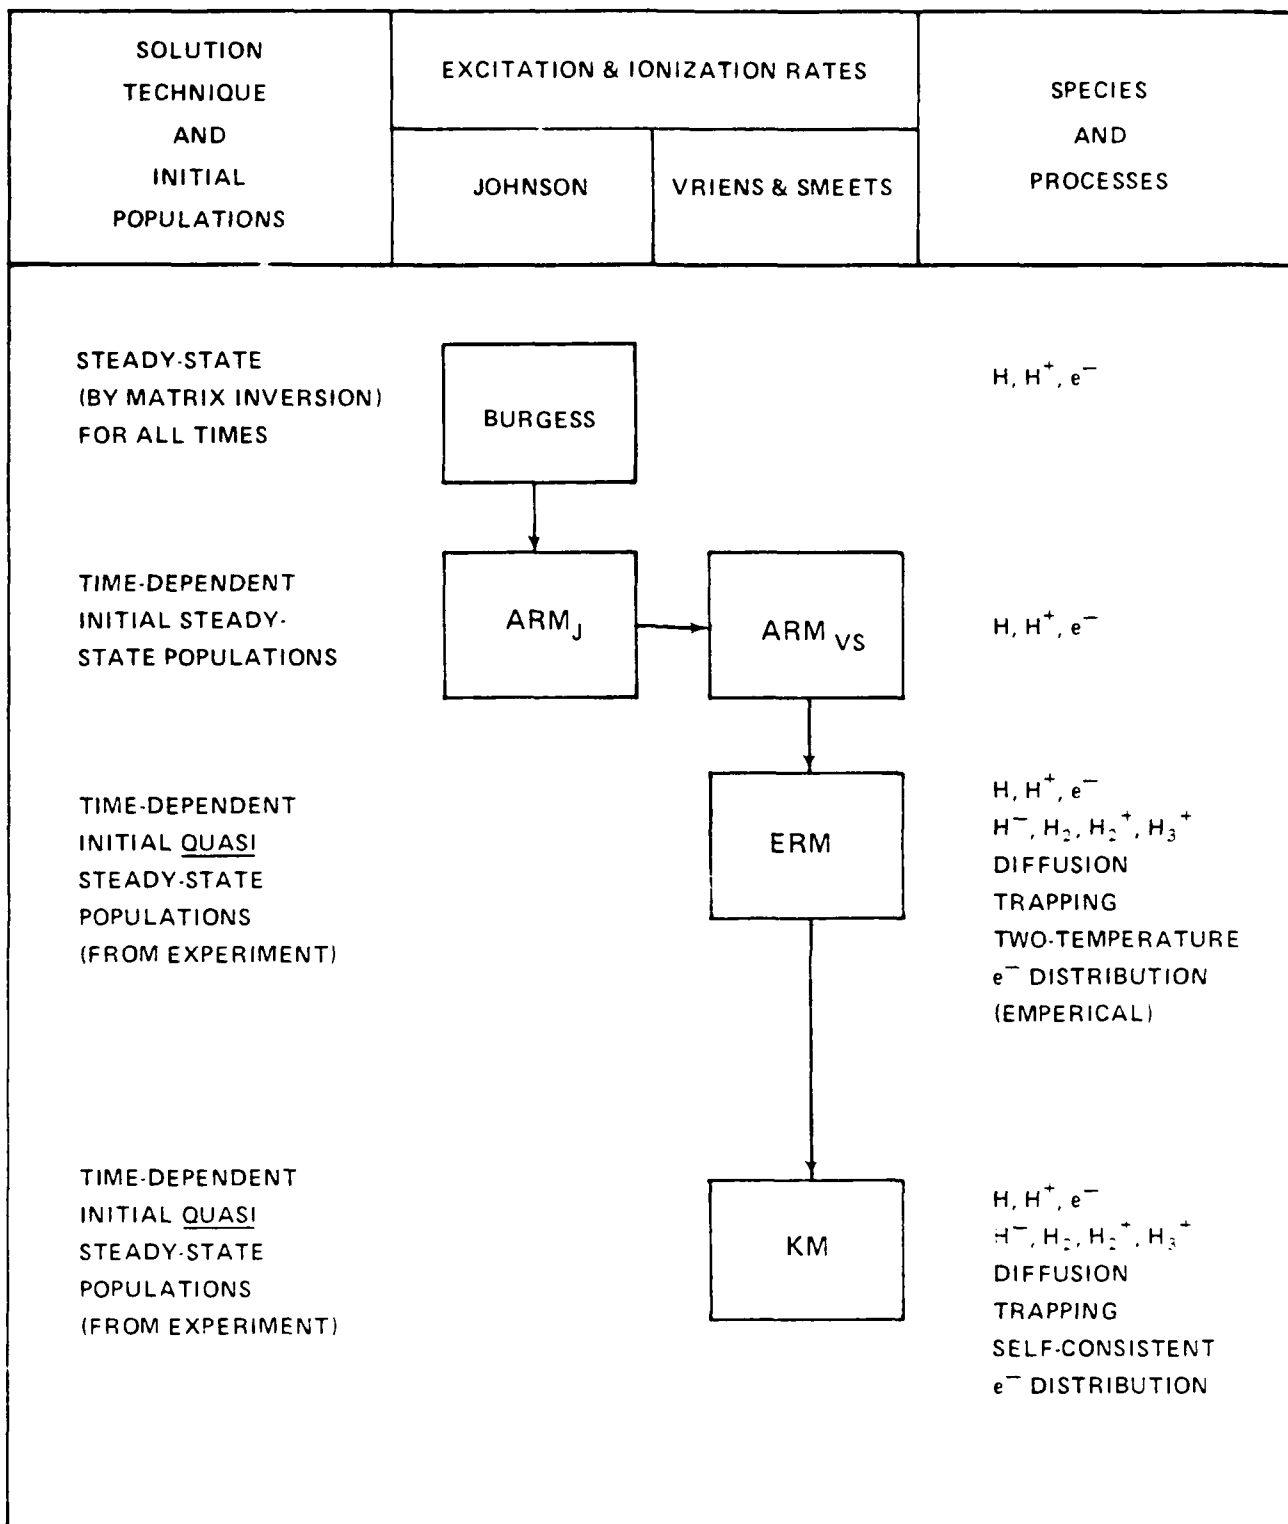 SOLUTION
TECHNIQUE
AND
INITIAL
POPULATIONS
EXCITATION & IONIZATION RATES
JOHNSON
VRIENS & SMEETS
SPECIES
AND
PROCESSES
STEADY-STATE
(BY MATRIX INVERSION)
FOR ALL TIMES
BURGESS
H, H⁺, e⁻
TIME-DEPENDENT
INITIAL STEADY-
STATE POPULATIONS
ARM_J
ARM_VS
H, H⁺, e⁻
TIME-DEPENDENT
INITIAL QUASI
STEADY-STATE
POPULATIONS
(FROM EXPERIMENT)
ERM
H, H⁺, e⁻
H⁻, H₂, H₂⁺, H₃⁺
DIFFUSION
TRAPPING
TWO-TEMPERATURE
e⁻ DISTRIBUTION
(EMPERICAL)
TIME-DEPENDENT
INITIAL QUASI
STEADY-STATE
POPULATIONS
(FROM EXPERIMENT)
KM
H, H⁺, e⁻
H⁻, H₂, H₂⁺, H₃⁺
DIFFUSION
TRAPPING
SELF-CONSISTENT
e⁻ DISTRIBUTION